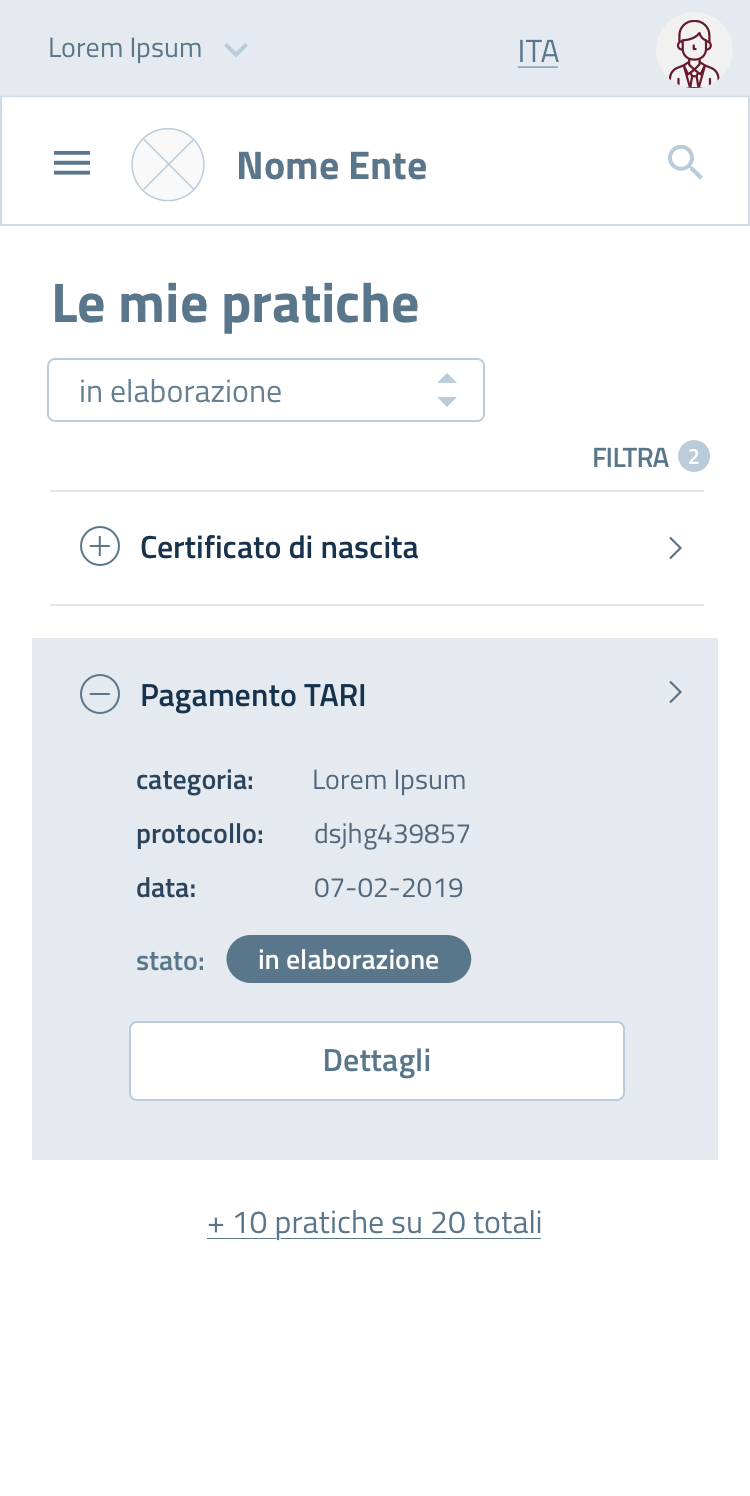 Lorem Ipsum ITA
Nome Ente
Le mie pratiche
in elaborazione
FILTRA 2
Certificato di nascita
Pagamento TARI
categoria: Lorem Ipsum
protocollo: dsjhg439857
data: 07-02-2019
stato: in elaborazione
Dettagli
+ 10 pratiche su 20 totali